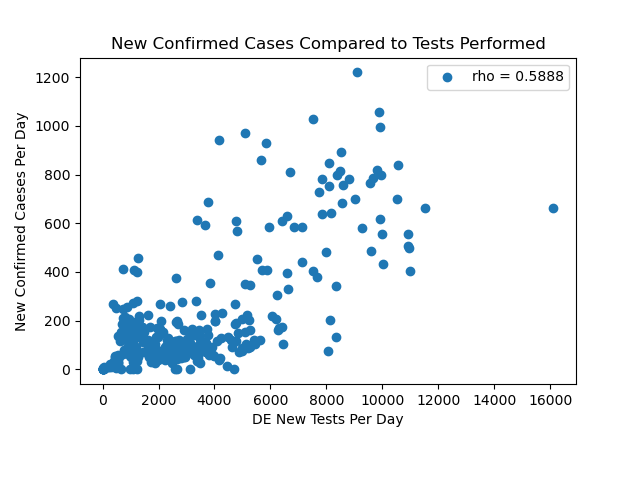 New Confirmed Cases Compared to Tests Performed
rho = 0.5888
New Confirmed Caeses Per Day
1200
1000
800
600
400
200
0
0 2000 4000 6000 8000 10000 12000 14000 16000
DE New Tests Per Day